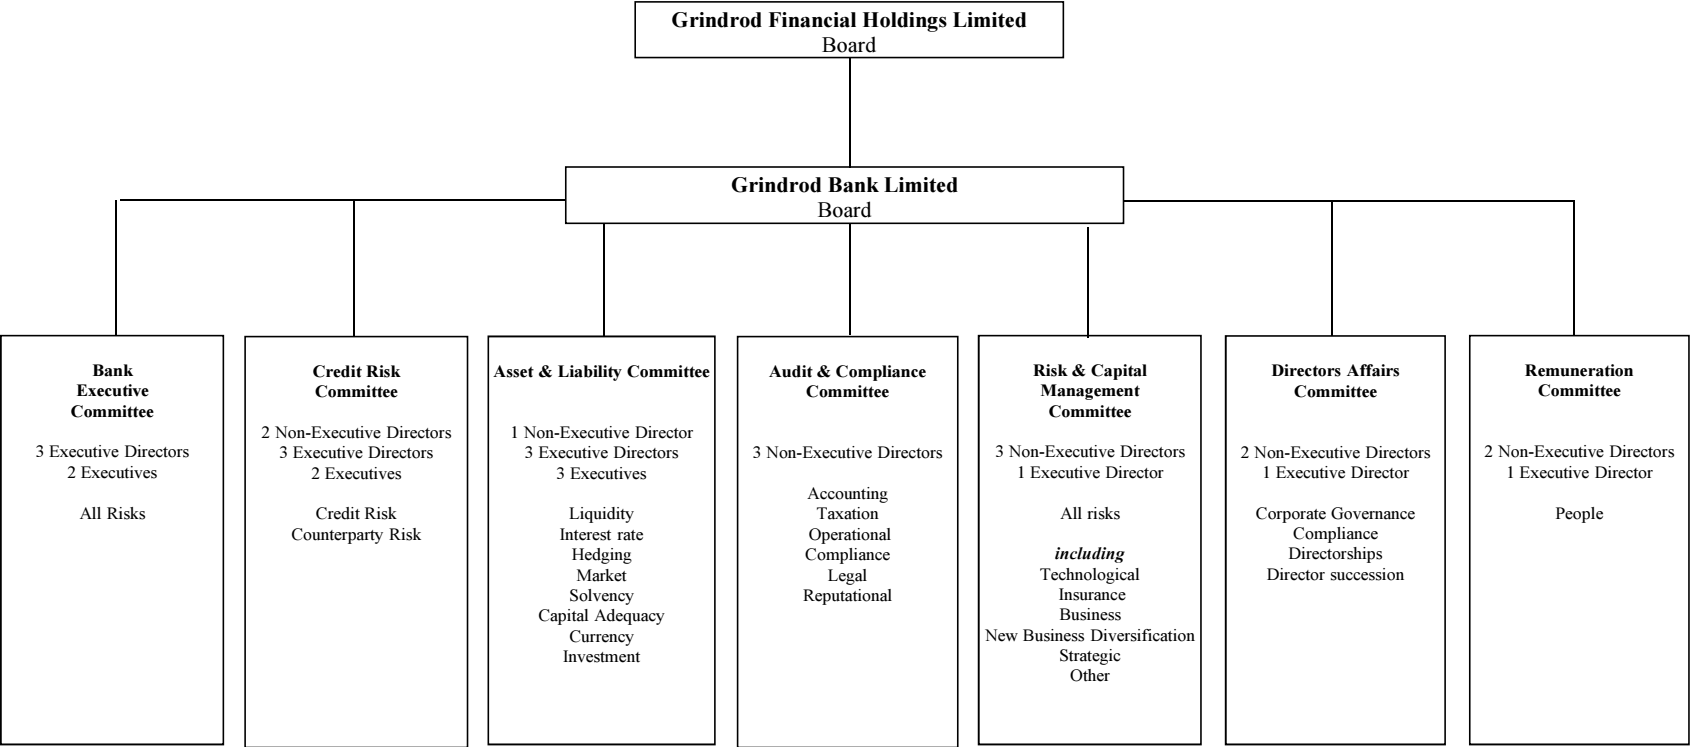 Grindrod Financial Holdings Limited
Board
Grindrod Bank Limited
Board
Bank
Executive
Committee
3 Executive Directors
2 Executives
All Risks
Credit Risk
Committee
2 Non-Executive Directors
3 Executive Directors
2 Executives
Credit Risk
Counterparty Risk
Asset & Liability Committee
1 Non-Executive Director
3 Executive Directors
3 Executives
Liquidity
Interest rate
Hedging
Market
Solvency
Capital Adequacy
Currency
Investment
Audit & Compliance
Committee
3 Non-Executive Directors
Accounting
Taxation
Operational
Compliance
Legal
Reputational
Risk & Capital
Management
Committee
3 Non-Executive Directors
1 Executive Director
All risks
including
Technological
Insurance
Business
New Business Diversification
Strategic
Other
Directors Affairs
Committee
2 Non-Executive Directors
1 Executive Director
Corporate Governance
Compliance
Directorships
Director succession
Remuneration
Committee
2 Non-Executive Directors
1 Executive Director
People